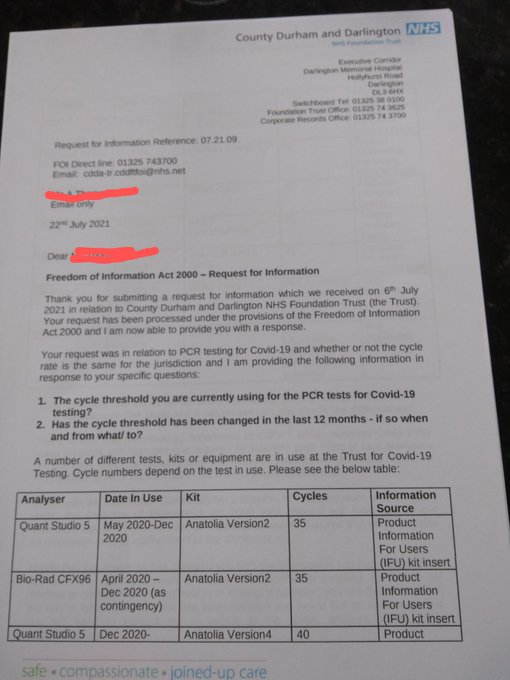 County Durham and Darlington NHS
NHS Foundation Trust
Executive Corridor
Darlington Memorial Hospital
Hollyhurst Road
Darlington
DL3 6HX
Switchboard Tel: 01325 38 0100
Foundation Trust Office: 01325 74 3625
Corporate Records Office: 01325 74 3700
Request for Information Reference: 07.21.09
FOI Direct line: 01325 743700
Email: cdda-tr.cddftfoi@nhs.net
Email only
22nd July 2021
Dear
Freedom of Information Act 2000 – Request for Information
Thank you for submitting a request for information which we received on 6th July
2021 in relation to County Durham and Darlington NHS Foundation Trust (the Trust).
Your request has been processed under the provisions of the Freedom of Information
Act 2000 and I am now able to provide you with a response.
Your request was in relation to PCR testing for Covid-19 and whether or not the cycle
rate is the same for the jurisdiction and I am providing the following information in
response to your specific questions:
1. The cycle threshold you are currently using for the PCR tests for Covid-19
testing?
2. Has the cycle threshold has been changed in the last 12 months - if so when
and from what/ to?
A number of different tests, kits or equipment are in use at the Trust for Covid-19
Testing. Cycle numbers depend on the test in use. Please see the below table:
Analyser Date In Use Kit Cycles Information
Source
Quant Studio 5 May 2020-Dec Anatolia Version2 35 Product
2020 Information
For Users
(IFU) kit insert
Bio-Rad CFX96 April 2020 – Anatolia Version2 35 Product
Dec 2020 (as Information
contingency) For Users
(IFU) kit insert
Quant Studio 5 Dec 2020- Anatolia Version4 40 Product
safe • compassionate • joined-up care